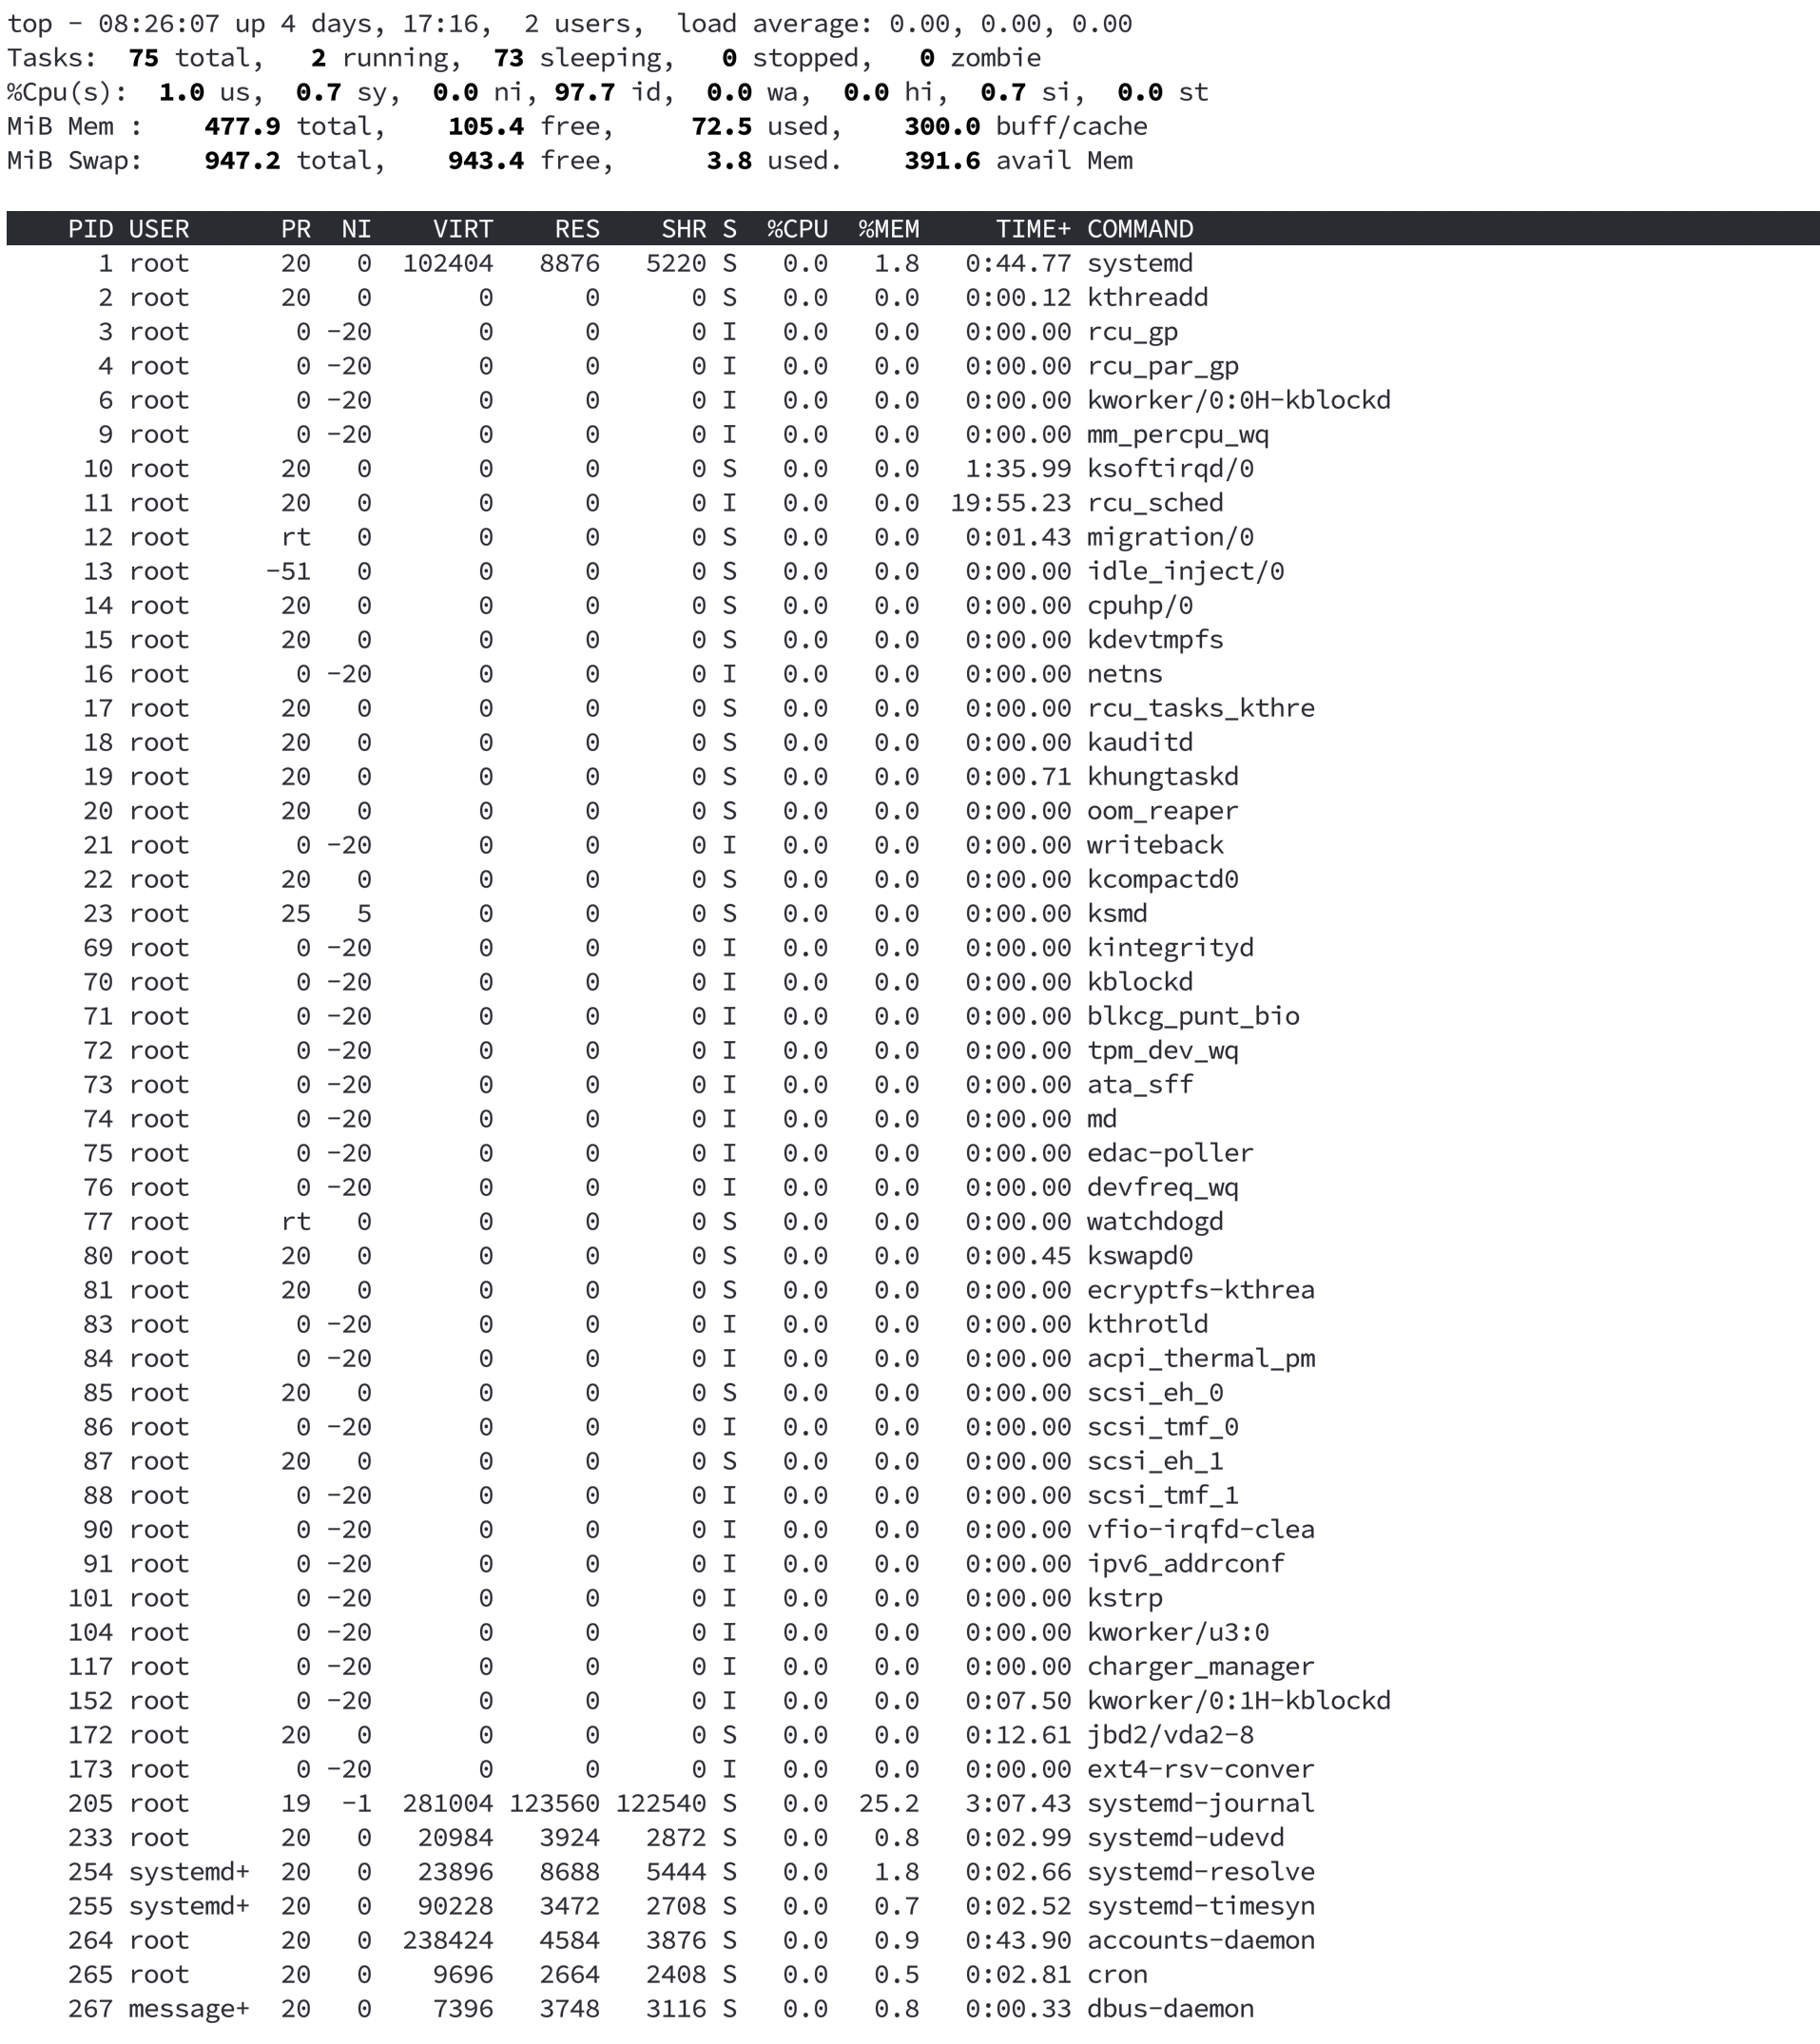 top - 08:26:07 up 4 days, 17:16,  2 users,  load average: 0.00, 0.00, 0.00
Tasks:  75 total,   2 running,  73 sleeping,   0 stopped,   0 zombie
%Cpu(s):  1.0 us,  0.7 sy,  0.0 ni, 97.7 id,  0.0 wa,  0.0 hi,  0.7 si,  0.0 st
MiB Mem :    477.9 total,    105.4 free,     72.5 used,    300.0 buff/cache
MiB Swap:    947.2 total,    943.4 free,      3.8 used.    391.6 avail Mem
PID USER      PR  NI    VIRT    RES    SHR S  %CPU  %MEM     TIME+ COMMAND
1 root      20   0  102404   8876   5220 S   0.0   1.8   0:44.77 systemd
2 root      20   0       0      0      0 S   0.0   0.0   0:00.12 kthreadd
3 root       0 -20       0      0      0 I   0.0   0.0   0:00.00 rcu_gp
4 root       0 -20       0      0      0 I   0.0   0.0   0:00.00 rcu_par_gp
6 root       0 -20       0      0      0 I   0.0   0.0   0:00.00 kworker/0:0H-kblockd
9 root       0 -20       0      0      0 I   0.0   0.0   0:00.00 mm_percpu_wq
10 root      20   0       0      0      0 S   0.0   0.0   1:35.99 ksoftirqd/0
11 root      20   0       0      0      0 I   0.0   0.0  19:55.23 rcu_sched
12 root      rt   0       0      0      0 S   0.0   0.0   0:01.43 migration/0
13 root     -51   0       0      0      0 S   0.0   0.0   0:00.00 idle_inject/0
14 root      20   0       0      0      0 S   0.0   0.0   0:00.00 cpuhp/0
15 root      20   0       0      0      0 S   0.0   0.0   0:00.00 kdevtmpfs
16 root       0 -20       0      0      0 I   0.0   0.0   0:00.00 netns
17 root      20   0       0      0      0 S   0.0   0.0   0:00.00 rcu_tasks_kthre
18 root      20   0       0      0      0 S   0.0   0.0   0:00.00 kauditd
19 root      20   0       0      0      0 S   0.0   0.0   0:00.71 khungtaskd
20 root      20   0       0      0      0 S   0.0   0.0   0:00.00 oom_reaper
21 root       0 -20       0      0      0 I   0.0   0.0   0:00.00 writeback
22 root      20   0       0      0      0 S   0.0   0.0   0:00.00 kcompactd0
23 root      25   5       0      0      0 S   0.0   0.0   0:00.00 ksmd
69 root       0 -20       0      0      0 I   0.0   0.0   0:00.00 kintegrityd
70 root       0 -20       0      0      0 I   0.0   0.0   0:00.00 kblockd
71 root       0 -20       0      0      0 I   0.0   0.0   0:00.00 blkcg_punt_bio
72 root       0 -20       0      0      0 I   0.0   0.0   0:00.00 tpm_dev_wq
73 root       0 -20       0      0      0 I   0.0   0.0   0:00.00 ata_sff
74 root       0 -20       0      0      0 I   0.0   0.0   0:00.00 md
75 root       0 -20       0      0      0 I   0.0   0.0   0:00.00 edac-poller
76 root       0 -20       0      0      0 I   0.0   0.0   0:00.00 devfreq_wq
77 root      rt   0       0      0      0 S   0.0   0.0   0:00.00 watchdogd
80 root      20   0       0      0      0 S   0.0   0.0   0:00.45 kswapd0
81 root      20   0       0      0      0 S   0.0   0.0   0:00.00 ecryptfs-kthrea
83 root       0 -20       0      0      0 I   0.0   0.0   0:00.00 kthrotld
84 root       0 -20       0      0      0 I   0.0   0.0   0:00.00 acpi_thermal_pm
85 root      20   0       0      0      0 S   0.0   0.0   0:00.00 scsi_eh_0
86 root       0 -20       0      0      0 I   0.0   0.0   0:00.00 scsi_tmf_0
87 root      20   0       0      0      0 S   0.0   0.0   0:00.00 scsi_eh_1
88 root       0 -20       0      0      0 I   0.0   0.0   0:00.00 scsi_tmf_1
90 root       0 -20       0      0      0 I   0.0   0.0   0:00.00 vfio-irqfd-clea
91 root       0 -20       0      0      0 I   0.0   0.0   0:00.00 ipv6_addrconf
101 root       0 -20       0      0      0 I   0.0   0.0   0:00.00 kstrp
104 root       0 -20       0      0      0 I   0.0   0.0   0:00.00 kworker/u3:0
117 root       0 -20       0      0      0 I   0.0   0.0   0:00.00 charger_manager
152 root       0 -20       0      0      0 I   0.0   0.0   0:07.50 kworker/0:1H-kblockd
172 root      20   0       0      0      0 S   0.0   0.0   0:12.61 jbd2/vda2-8
173 root       0 -20       0      0      0 I   0.0   0.0   0:00.00 ext4-rsv-conver
205 root      19  -1  281004 123560 122540 S   0.0  25.2   3:07.43 systemd-journal
233 root      20   0   20984   3924   2872 S   0.0   0.8   0:02.99 systemd-udevd
254 systemd+  20   0   23896   8688   5444 S   0.0   1.8   0:02.66 systemd-resolve
255 systemd+  20   0   90228   3472   2708 S   0.0   0.7   0:02.52 systemd-timesyn
264 root      20   0  238424   4584   3876 S   0.0   0.9   0:43.90 accounts-daemon
265 root      20   0    9696   2664   2408 S   0.0   0.5   0:02.81 cron
267 message+  20   0    7396   3748   3116 S   0.0   0.8   0:00.33 dbus-daemon